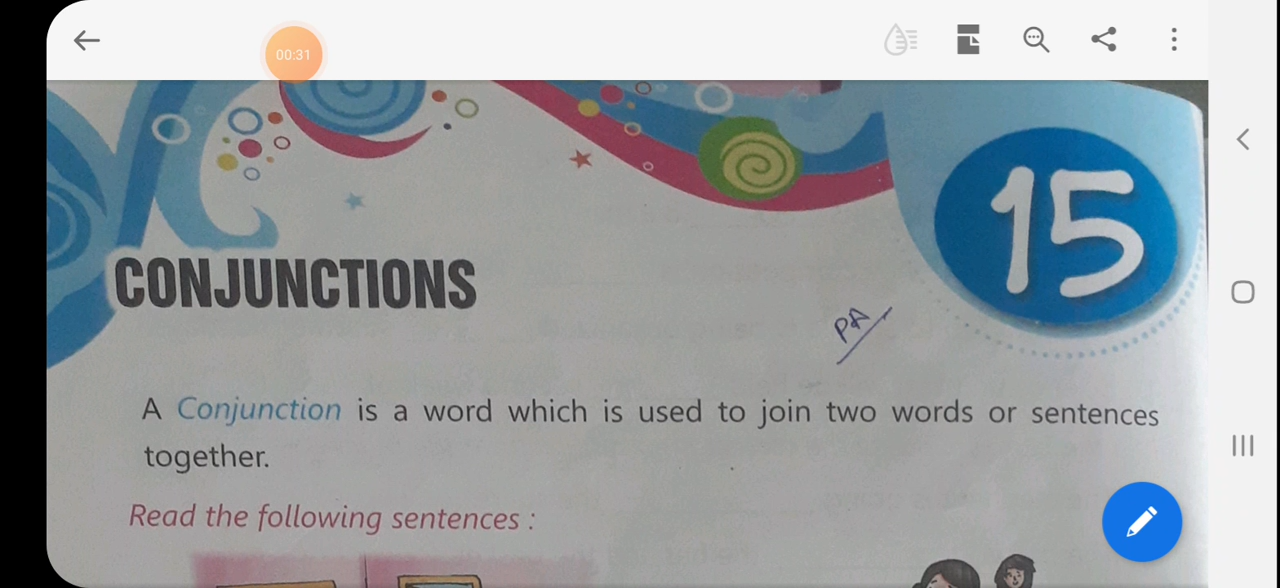 00:31
15
CONJUNCTIONS
PA
A Conjunction is a word which is used to join two words or sentences
together.
Read the following sentences :